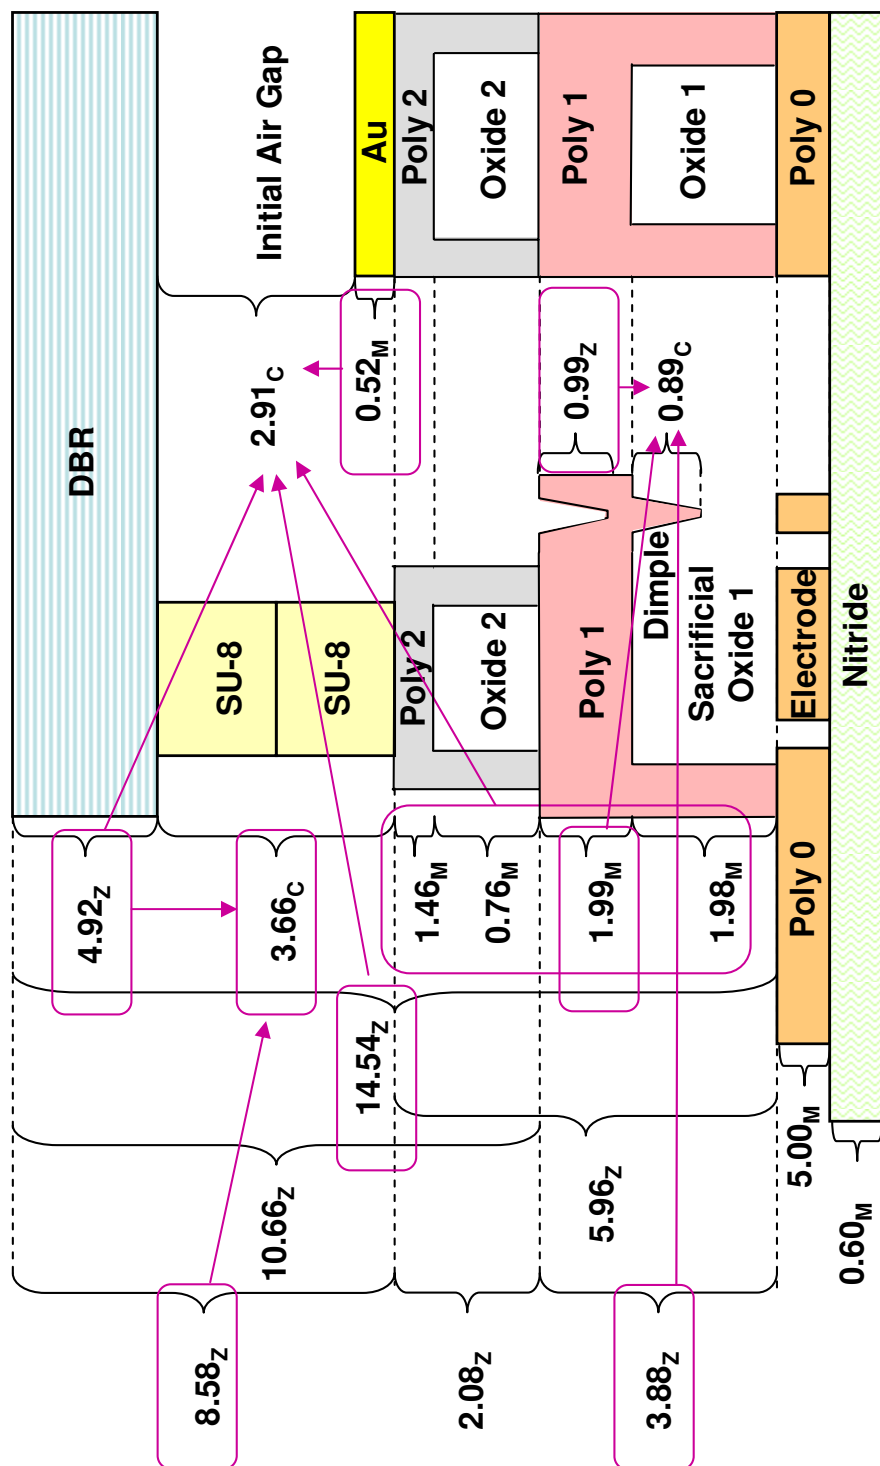 DBR
Initial Air Gap
SU-8
SU-8
Au
Poly 2
Oxide 2
Poly 1
Oxide 1
Poly 0
Poly 2
Oxide 2
Poly 1
Dimple
Sacrificial
Oxide 1
Electrode
Poly 0
Nitride
2.91C
0.52M
0.99Z
0.89C
4.92Z
3.66C
1.46M
0.76M
1.99M
1.98M
14.54Z
10.66Z
5.96Z
5.00M
0.60M
8.58Z
2.08Z
3.88Z